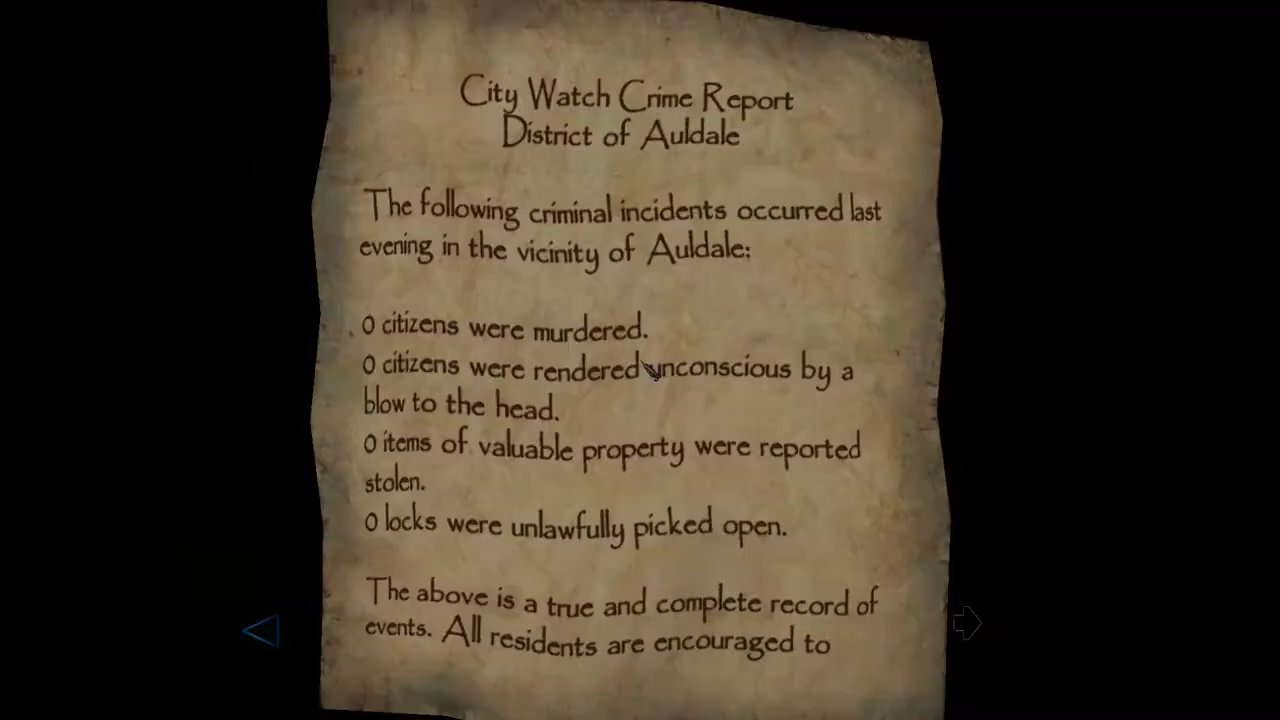 City Watch Crime Report
District of Auldale
The following criminal incidents occurred last
evening in the vicinity of Auldale:
0 citizens were murdered.
0 citizens were rendered unconscious by a
blow to the head.
0 items of valuable property were reported
stolen.
0 locks were unlawfully picked open.
The above is a true and complete record of
events. All residents are encouraged to